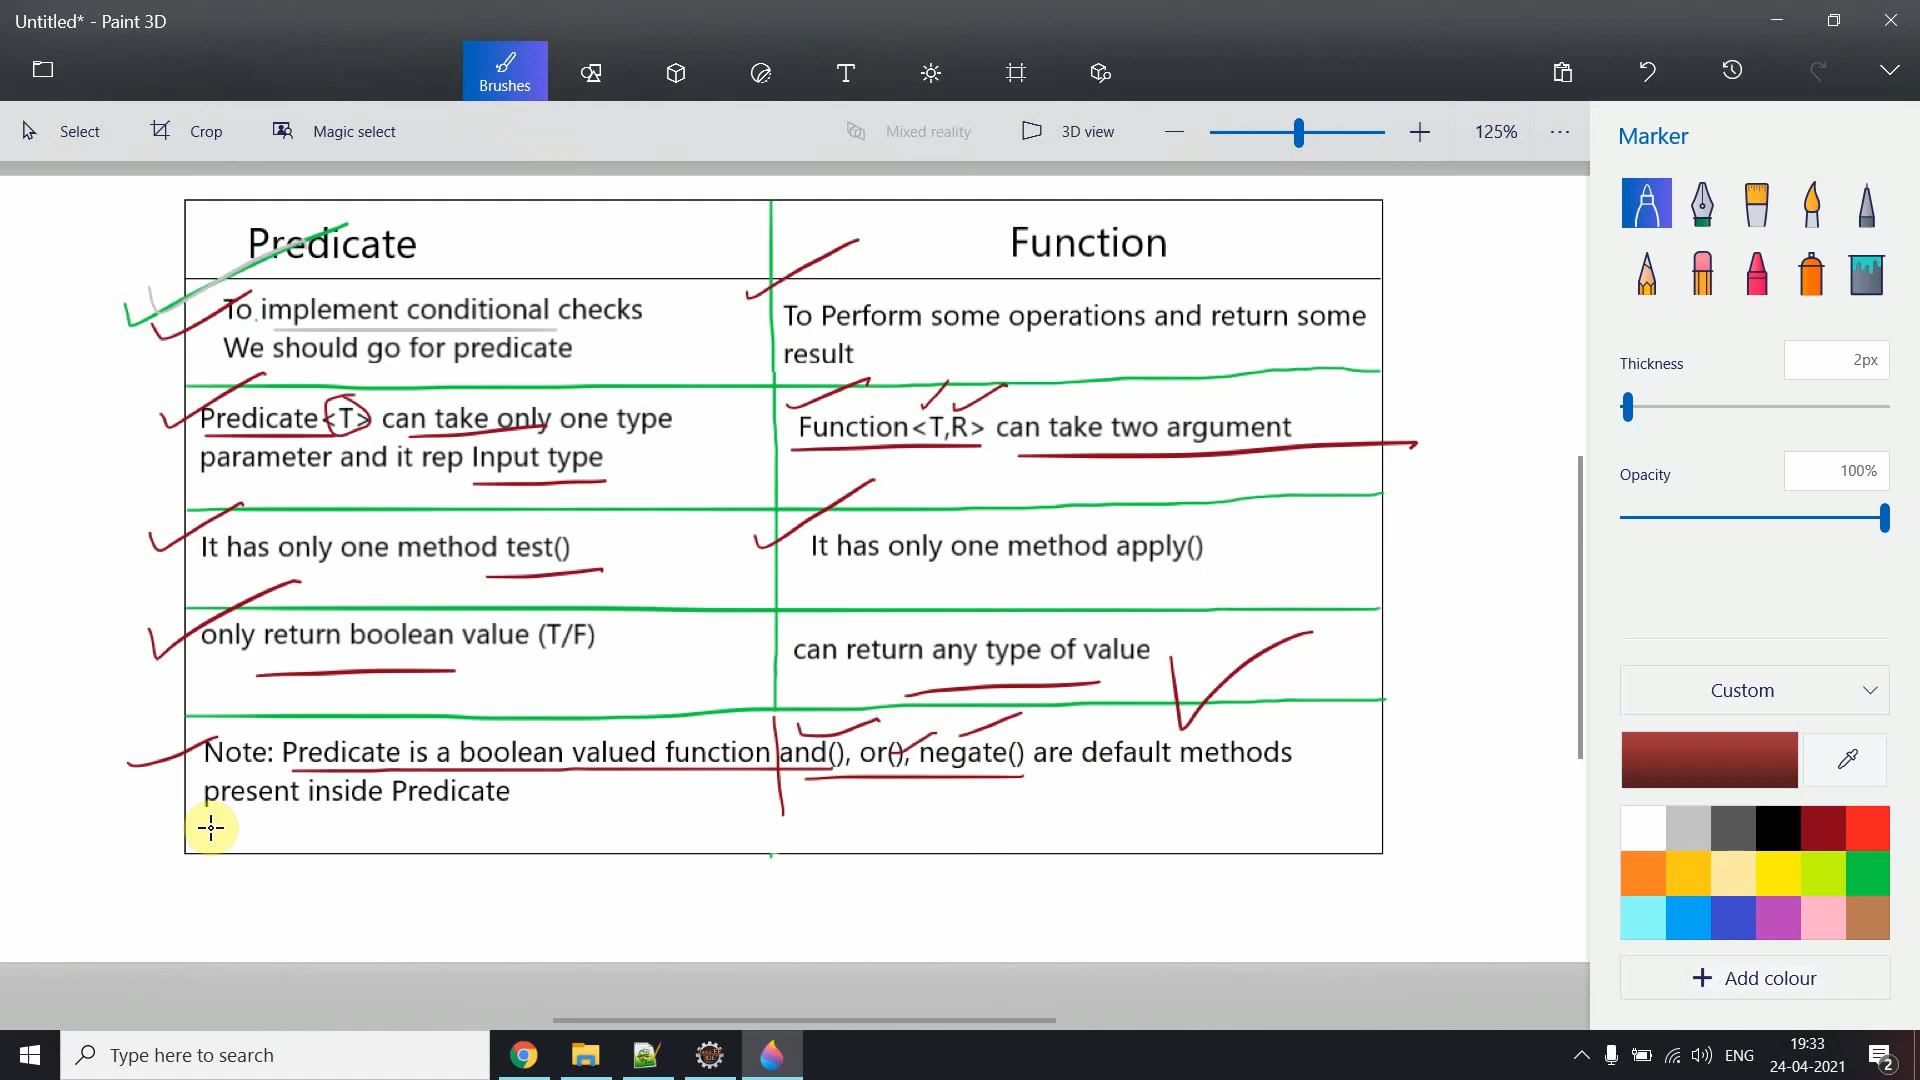 Untitled* - Paint 3D
Brushes
Select
Crop
Magic select
Mixed reality
3D view
125%
Marker
Predicate
Function
To implement conditional checks
We should go for predicate
To Perform some operations and return some
result
Predicate<T> can take only one type
parameter and it rep Input type
Function<T,R> can take two argument
It has only one method test()
It has only one method apply()
only return boolean value (T/F)
can return any type of value
Note: Predicate is a boolean valued function and(), or(), negate() are default methods
present inside Predicate
Thickness
2px
Opacity
100%
Custom
Add colour
Type here to search
ENG
19:33
24-04-2021
2